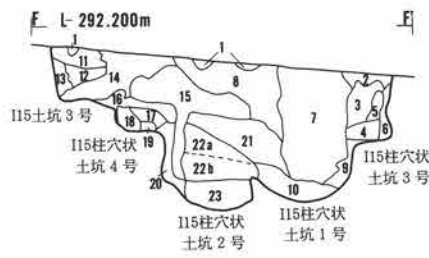 F L- 292.200m F'
1 1
11 2
12 14 8
13 3
15 5
16 7
I15土坑 3 号 17 4 6
18 21
I15柱穴状 19 22a
土坑 4 号 9 I15柱穴状
20 22b 土坑 3 号
23 10
I15柱穴状 I15柱穴状
土坑 2 号 土坑 1 号